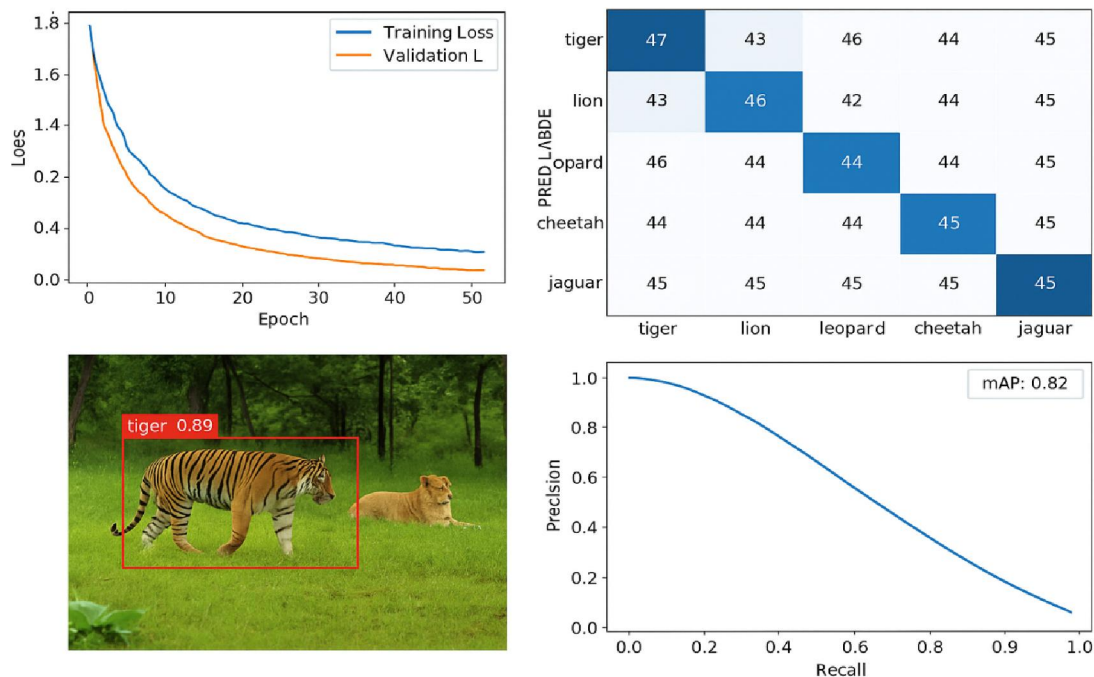 1.8
1.6
1.4
0.2
0.4
0.0
Loes
Training Loss
Validation L
0 10 20 30 40 50
Epoch
PRED LΛBDE
tiger 47 43 46 44 45
lion 43 46 42 44 45
opard 46 44 44 44 45
cheetah 44 44 44 45 45
jaguar 45 45 45 45 45
tiger lion leopard cheetah jaguar
tiger 0.89
mAP: 0.82
1.0
0.8
0.6
0.4
0.2
0.0
Precision
0.0 0.2 0.6 0.8 0.9 1.0
Recall